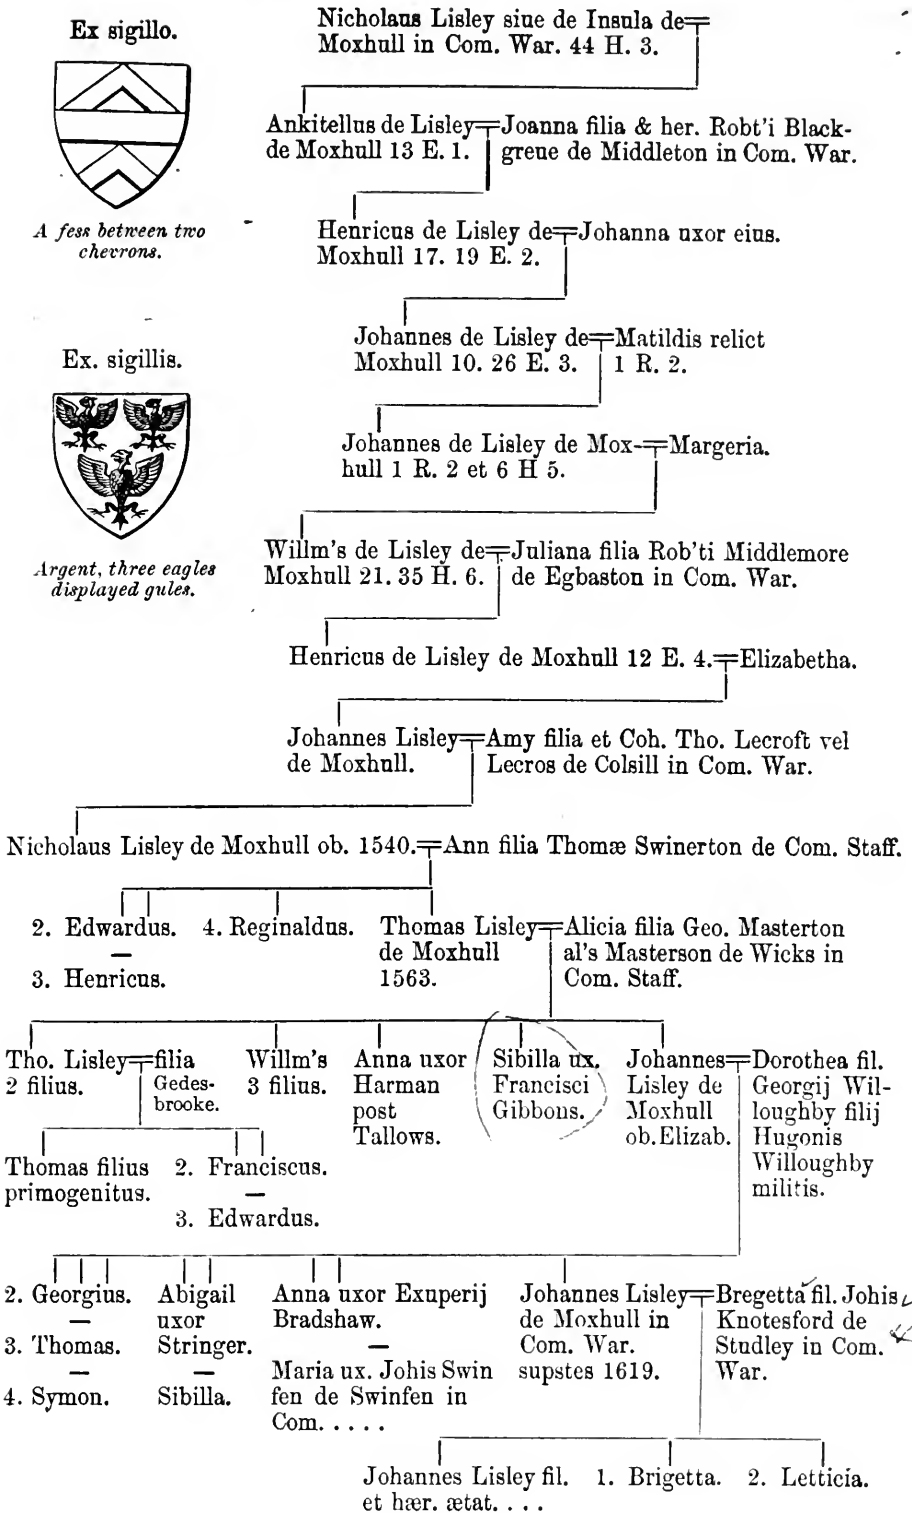 Ex sigillo.
A fess between two
chevrons.
Nicholaus Lisley siue de Insula de
Moxhull in Com. War. 44 H. 3.
Ankitellus de Lisley
de Moxhull 13 E. 1.
Joanna filia & her. Robt'i Black-
greue de Middleton in Com. War.
Henricus de Lisley de
Moxhull 17. 19 E. 2.
Johanna uxor eius.
Ex. sigillis.
Argent, three eagles
displayed gules.
Johannes de Lisley de
Moxhull 10. 26 E. 3.
Matildis relict
1 R. 2.
Johannes de Lisley de Mox-
hull 1 R. 2 et 6 H 5.
Margeria.
Willm's de Lisley de
Moxhull 21. 35 H. 6.
Juliana filia Rob'ti Middlemore
de Egbaston in Com. War.
Henricus de Lisley de Moxhull 12 E. 4.
Elizabetha.
Johannes Lisley
de Moxhull.
Amy filia et Coh. Tho. Lecroft vel
Lecros de Colsill in Com. War.
Nicholaus Lisley de Moxhull ob. 1540.
Ann filia Thomæ Swinerton de Com. Staff.
2. Edwardus.
3. Henricus.
4. Reginaldus.
Thomas Lisley
de Moxhull
1563.
Alicia filia Geo. Masterton
al's Masterson de Wicks in
Com. Staff.
Tho. Lisley
2 filius.
filia
Gedes-
brooke.
Willm's
3 filius.
Anna uxor
Harman
post
Tallows.
Sibilla ux.
Francisci
Gibbons.
Johannes
Lisley de
Moxhull
ob. Elizab.
Dorothea fil.
Georgij Wil-
loughby filij
Hugonis
Willoughby
militis.
Thomas filius
primogenitus.
2. Franciscus.
3. Edwardus.
2. Georgius.
3. Thomas.
4. Symon.
Abigail
uxor
Stringer.
Sibilla.
Anna uxor Exuperij
Bradshaw.
Maria ux. Johis Swin
fen de Swinfen in
Com. . . . .
Johannes Lisley
de Moxhull in
Com. War.
supstes 1619.
Bregetta fil. Johis
Knotesford de
Studley in Com.
War.
Johannes Lisley fil.
et hær. ætat. . . .
1. Brigetta.
2. Letticia.